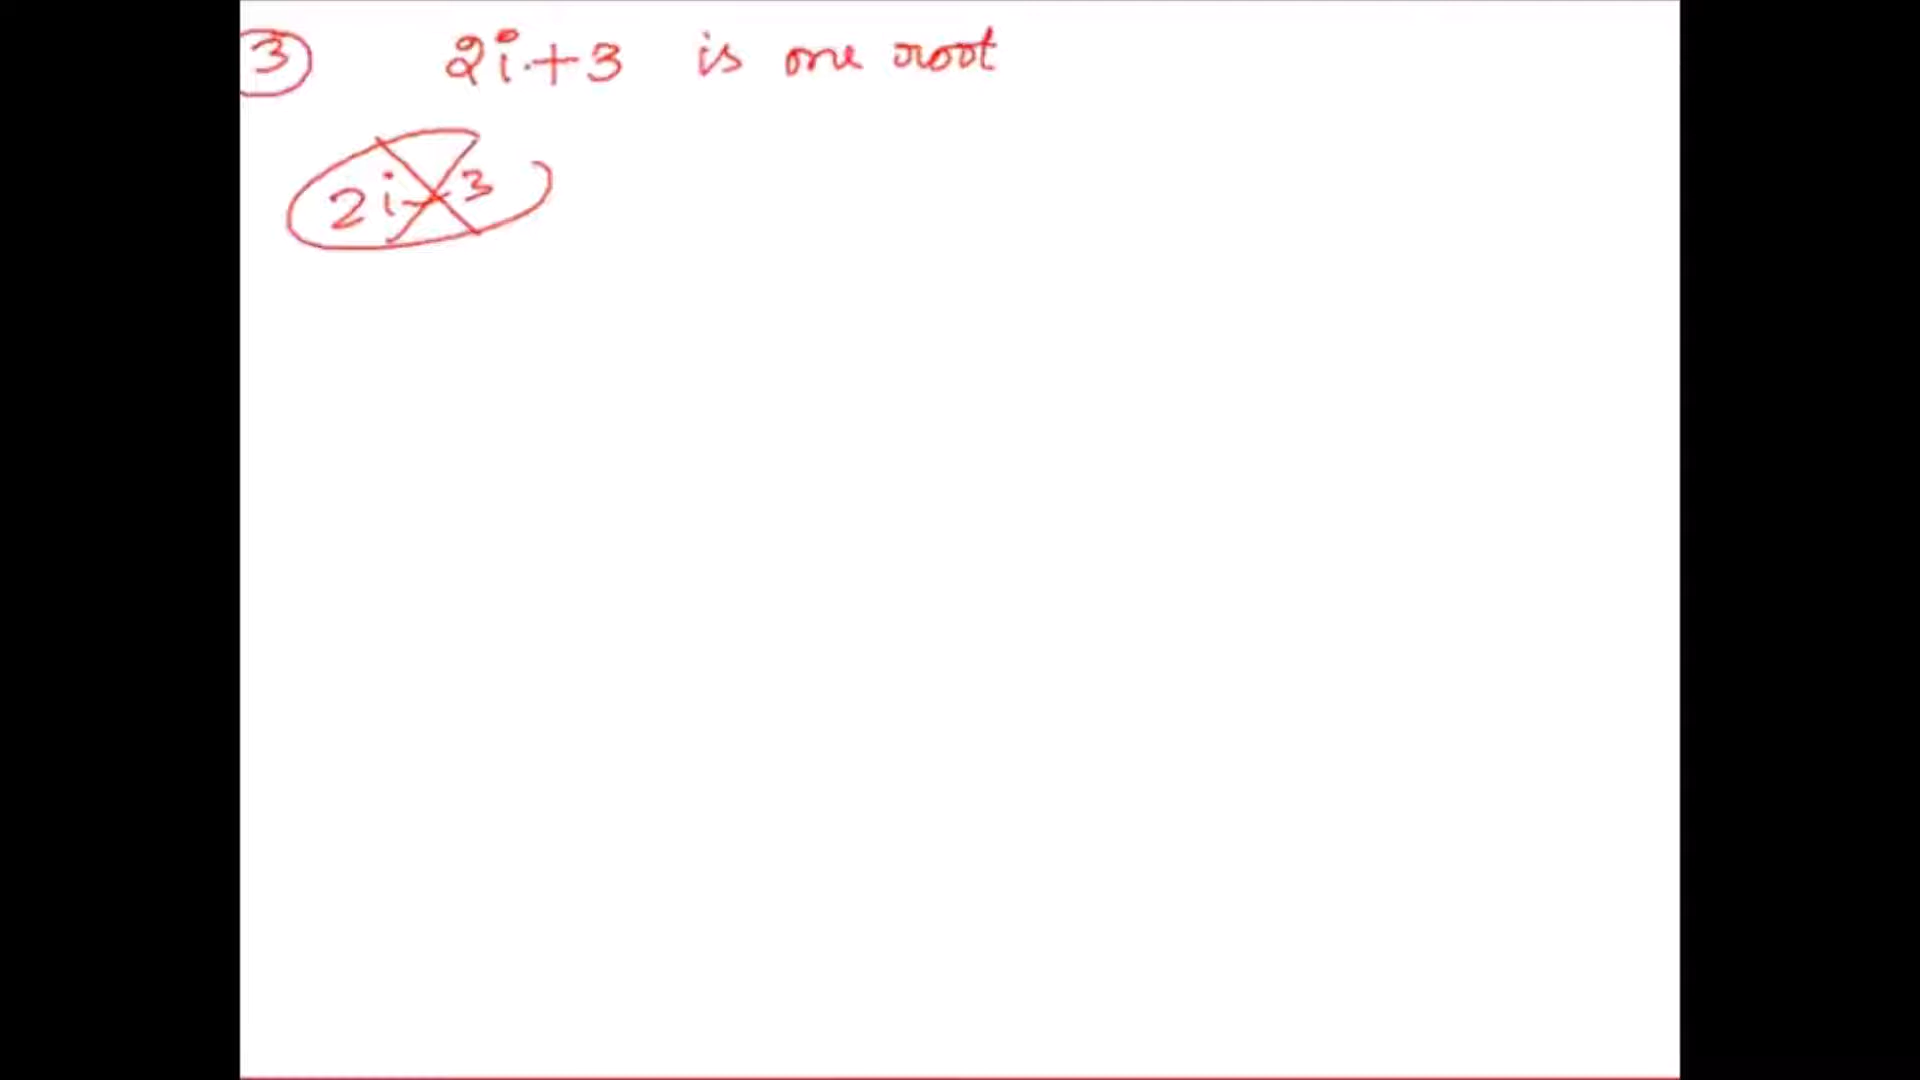 ③ 2i+3 is one root
2i-3